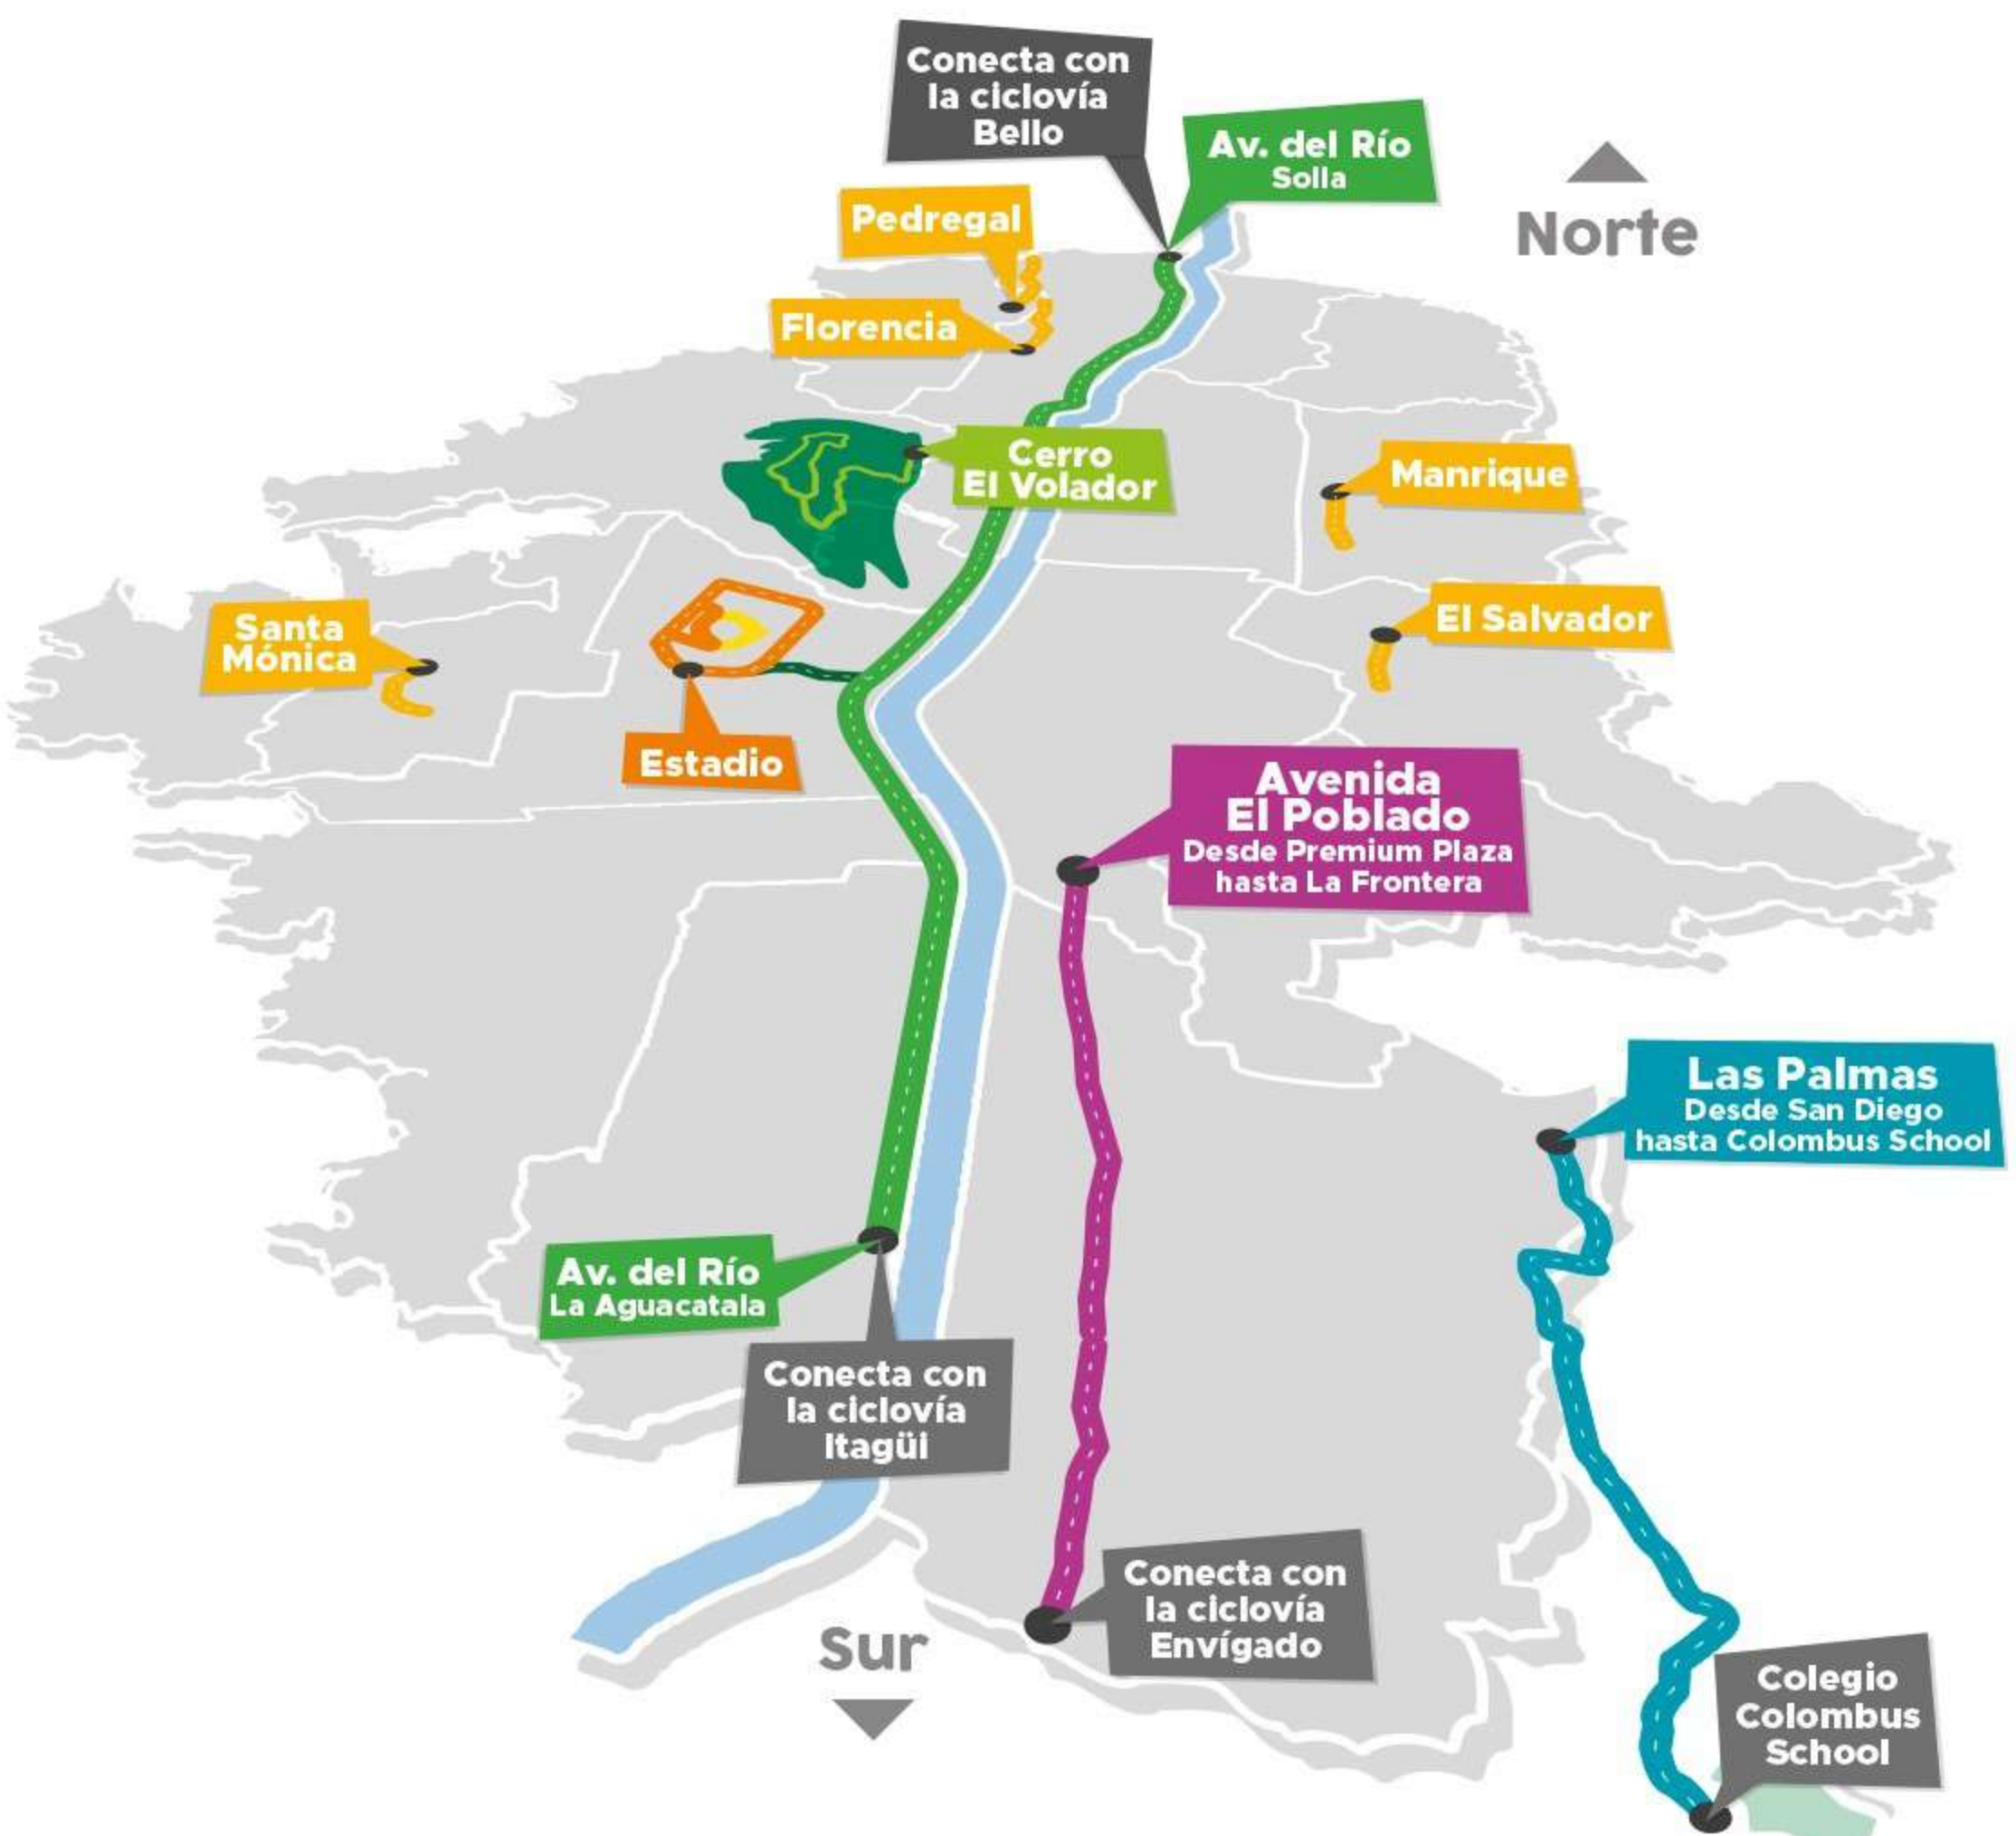 Conecta con
la ciclovía
Bello
Av. del Río
Solla
Norte
Pedregal
Florencia
Cerro
El Volador
Manrique
Santa
Mónica
El Salvador
Estadio
Avenida
El Poblado
Desde Premium Plaza
hasta La Frontera
Las Palmas
Desde San Diego
hasta Colombus School
Av. del Río
La Aguacatala
Conecta con
la ciclovía
Itagüi
Conecta con
la ciclovía
Envígado
Sur
Colegio
Colombus
School